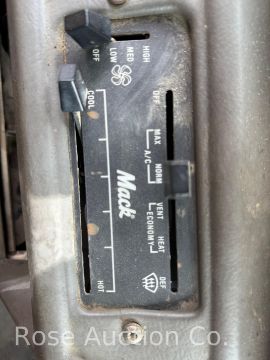 HIGH
MED
LOW
OFF
COOL
HOT
Mack
OFF
MAX
A/C
NORM
VENT
ECONOMY
HEAT
DEF
Rose Auction Co.